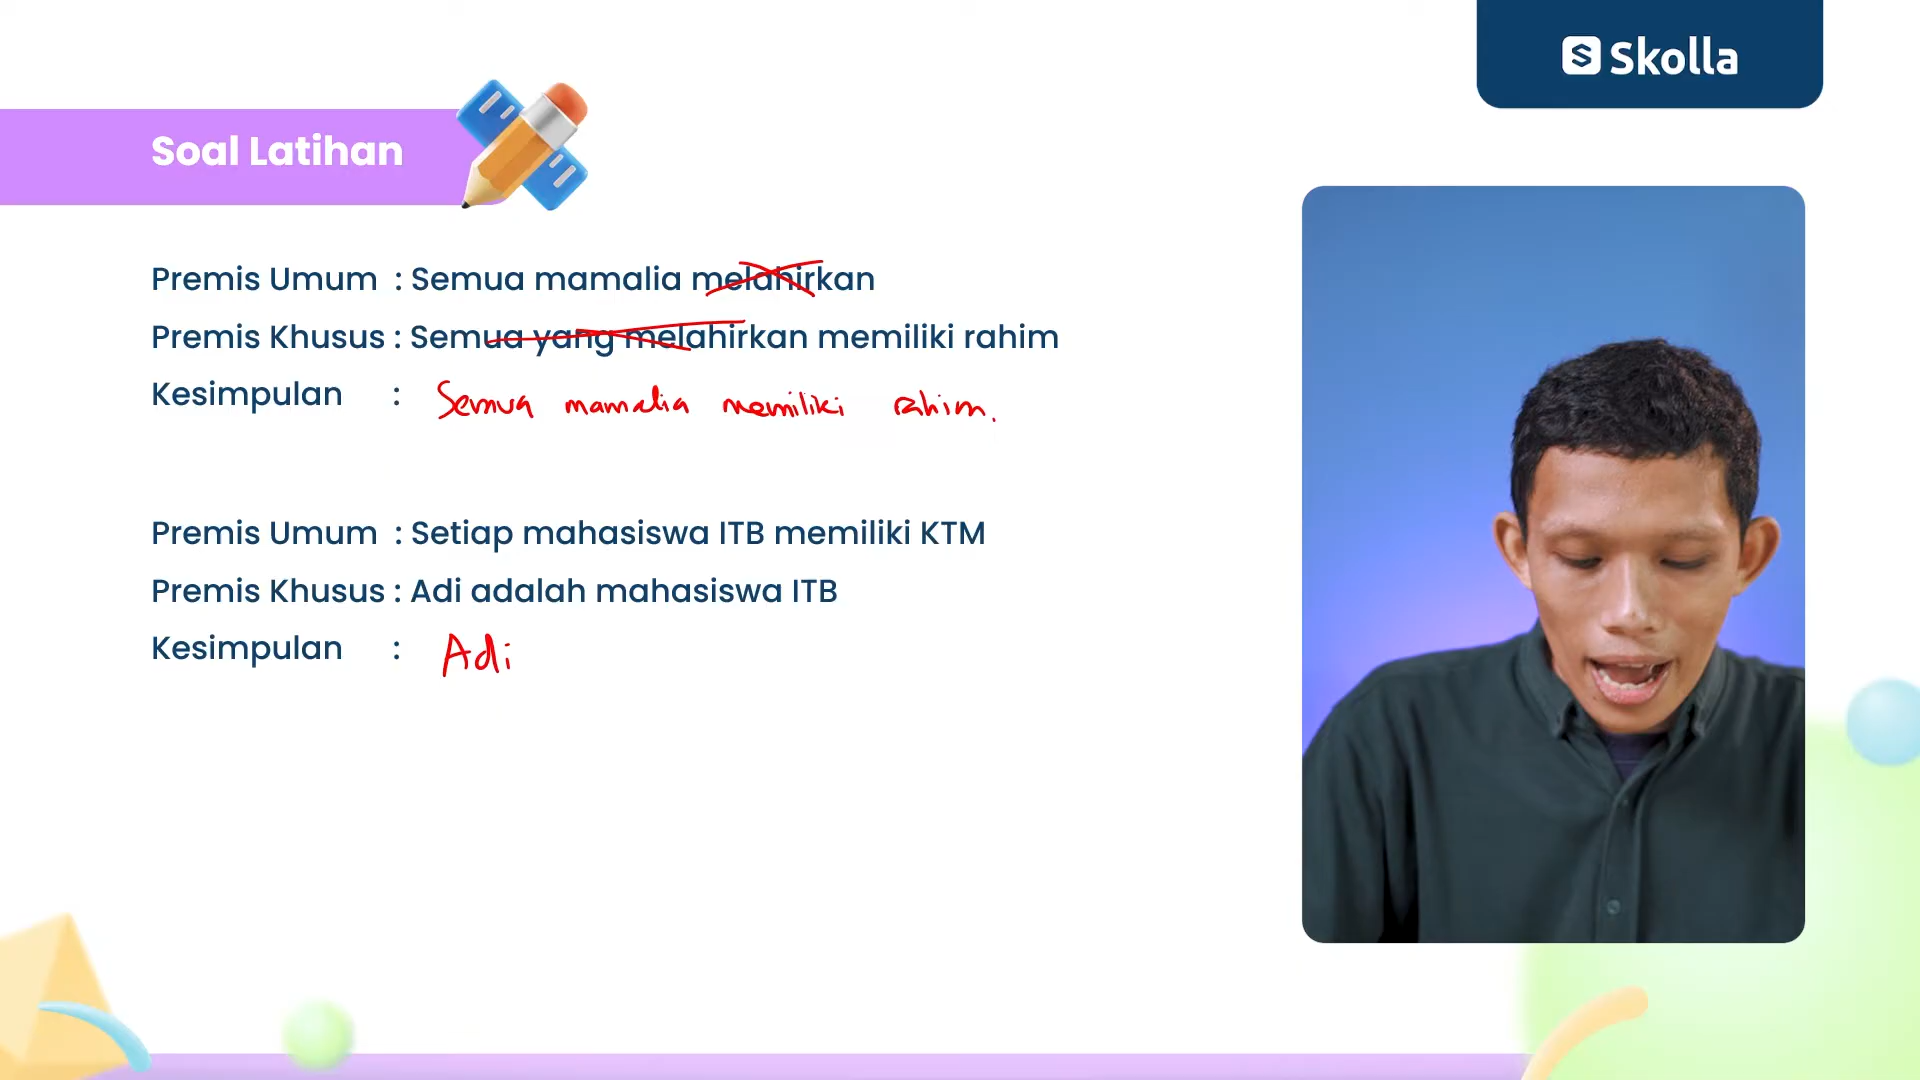 Skolla
Soal Latihan
Premis Umum : Semua mamalia melahirkan
Premis Khusus : Semua yang melahirkan memiliki rahim
Kesimpulan : Semua mamalia memiliki rahim.
Premis Umum : Setiap mahasiswa ITB memiliki KTM
Premis Khusus : Adi adalah mahasiswa ITB
Kesimpulan : Adi